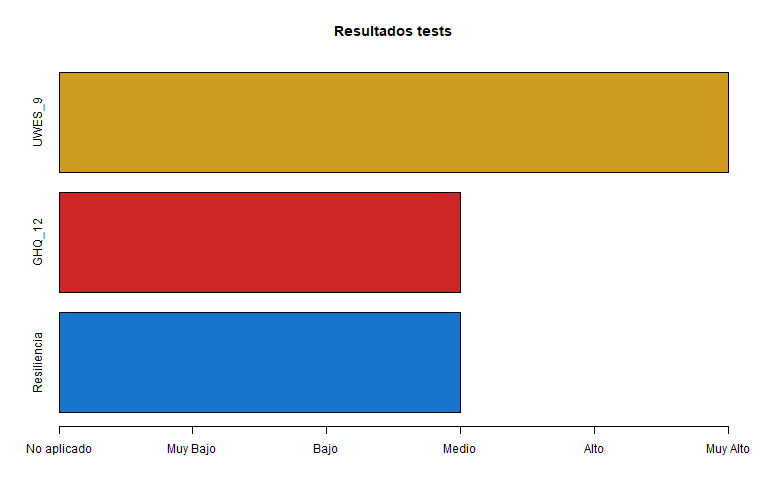 Resultados tests
UWES_9
GHQ_12
Resiliencia
No aplicado
Muy Bajo
Bajo
Medio
Alto
Muy Alto